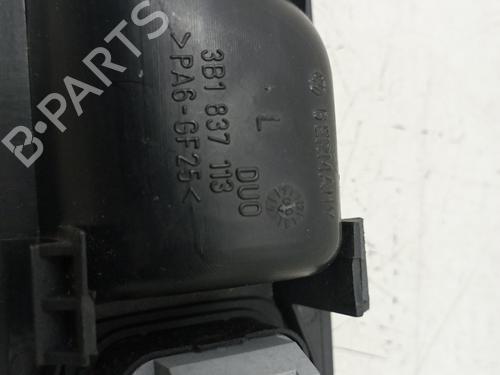 3B1 837 113
>PA6-GF25<
L
DUO
GERMANY
B-PARTS